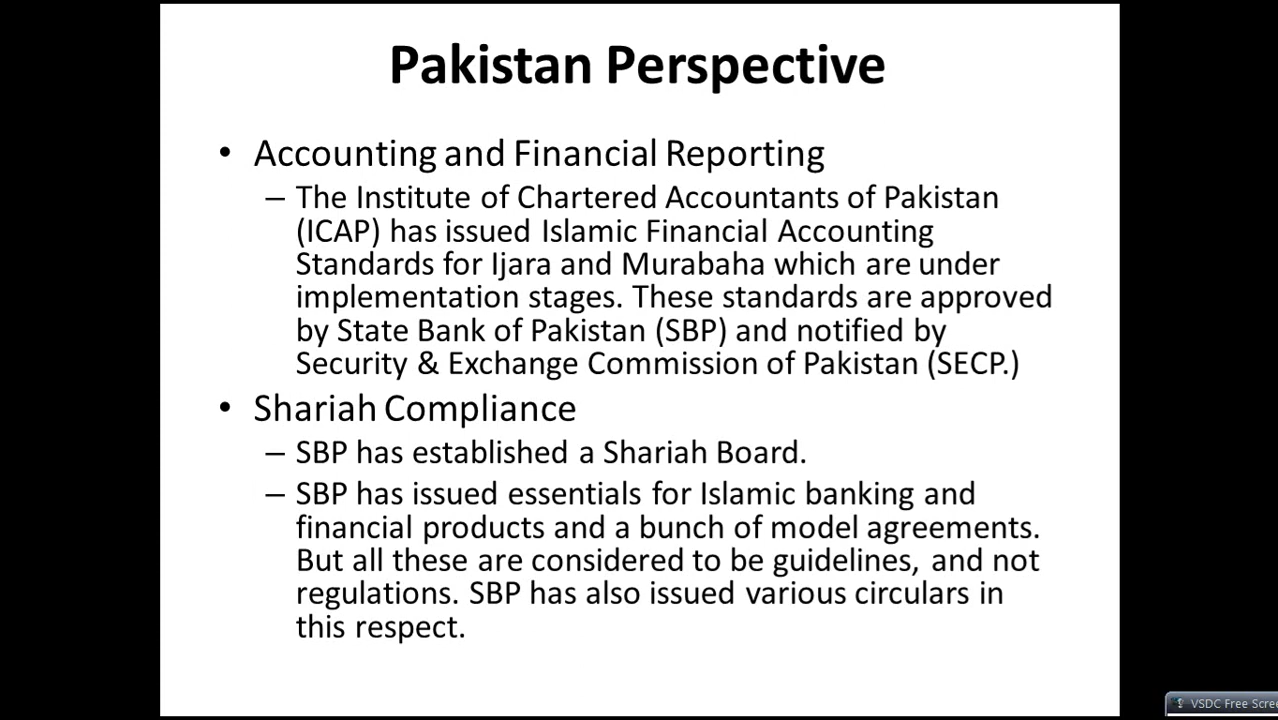 Pakistan Perspective
• Accounting and Financial Reporting
– The Institute of Chartered Accountants of Pakistan
(ICAP) has issued Islamic Financial Accounting
Standards for Ijara and Murabaha which are under
implementation stages. These standards are approved
by State Bank of Pakistan (SBP) and notified by
Security & Exchange Commission of Pakistan (SECP.)
• Shariah Compliance
– SBP has established a Shariah Board.
– SBP has issued essentials for Islamic banking and
financial products and a bunch of model agreements.
But all these are considered to be guidelines, and not
regulations. SBP has also issued various circulars in
this respect.
VSDC Free Scree